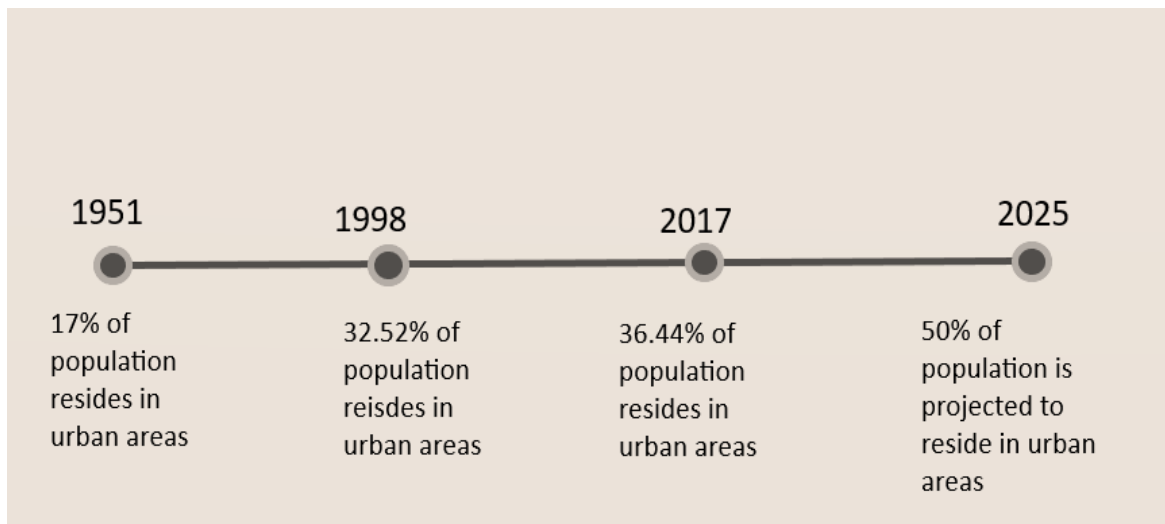 1951
17% of
population
resides in
urban areas
1998
32.52% of
population
reisdes in
urban areas
2017
36.44% of
population
resides in
urban areas
2025
50% of
population is
projected to
reside in urban
areas